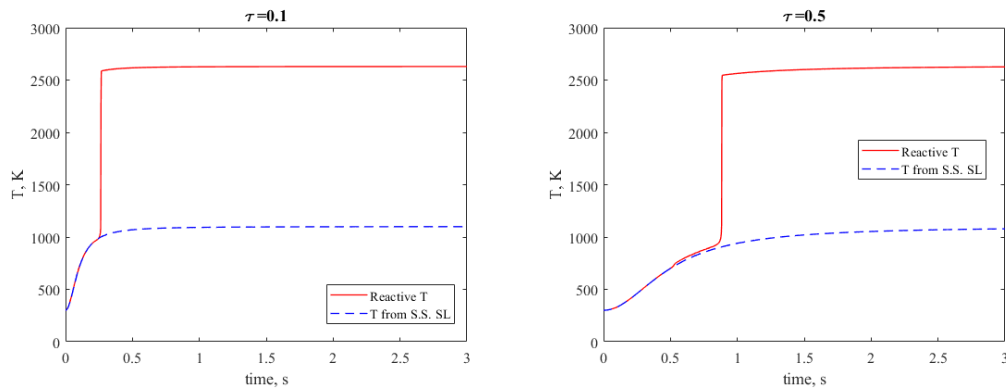 τ=0.1
3000
2500
2000
1500
1000
500
0
T, K
Reactive T
T from S.S. SL
0 0.5 1 1.5 2 2.5 3
time, s
τ=0.5
3000
2500
2000
1500
1000
500
0
T, K
Reactive T
T from S.S. SL
0 0.5 1 1.5 2 2.5 3
time, s